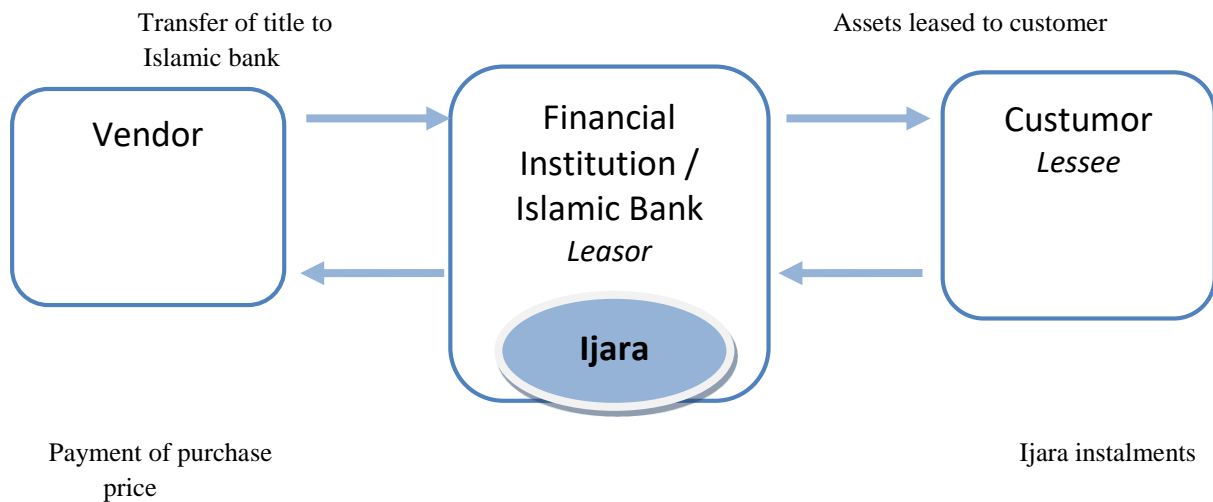 Transfer of title to
Islamic bank
Assets leased to customer
Vendor
Financial
Institution /
Islamic Bank
Leasor
Ijara
Custumor
Lessee
Payment of purchase
price
Ijara instalments